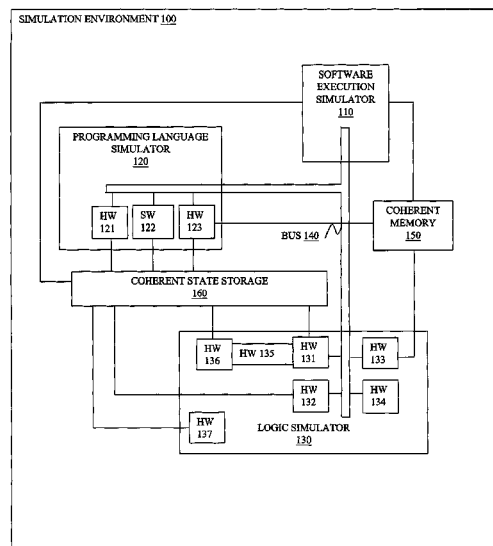 SIMULATION ENVIRONMENT 100
SOFTWARE
EXECUTION
SIMULATOR
110
PROGRAMMING LANGUAGE
SIMULATOR
120
HW
121
SW
122
HW
123
BUS 140
COHERENT
MEMORY
150
COHERENT STATE STORAGE
160
HW
136
HW 135
HW
131
HW
133
HW
132
HW
134
HW
137
LOGIC SIMULATOR
130